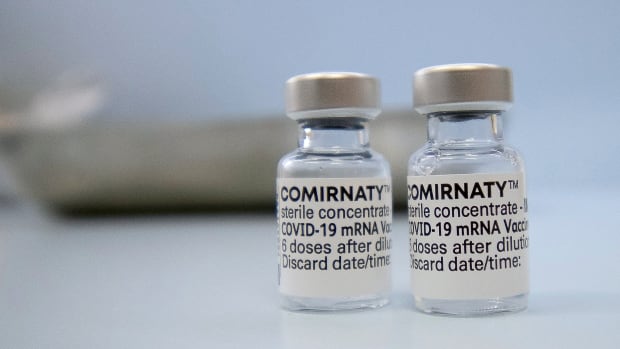 COMIRNATY™
sterile concentrate
COVID-19 mRNA
6 doses after
Discard date/time:
COMIRNATY™
sterile concentrate -
COVID-19 mRNA
6 doses after
Discard date/time: